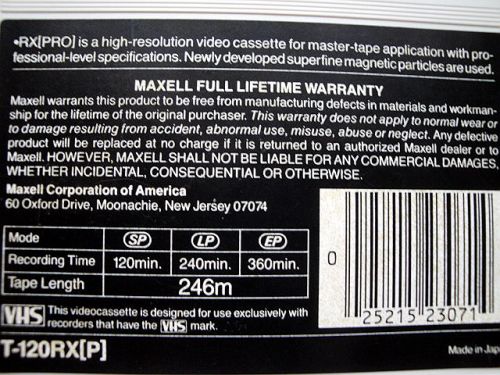 •RX[PRO] is a high-resolution video cassette for master-tape application with pro-
fessional-level specifications. Newly developed superfine magnetic particles are used.
MAXELL FULL LIFETIME WARRANTY
Maxell warrants this product to be free from manufacturing defects in materials and workman-
ship for the lifetime of the original purchaser. This warranty does not apply to normal wear or
to damage resulting from accident, abnormal use, misuse, abuse or neglect. Any defective
product will be replaced at no charge if it is returned to an authorized Maxell dealer or to
Maxell. HOWEVER, MAXELL SHALL NOT BE LIABLE FOR ANY COMMERCIAL DAMAGES,
WHETHER INCIDENTAL, CONSEQUENTIAL OR OTHERWISE.
Maxell Corporation of America
60 Oxford Drive, Moonachie, New Jersey 07074
Mode SP LP EP
Recording Time 120min. 240min. 360min.
Tape Length 246m
0 25215 23071
VHS This videocassette is designed for use exclusively with
recorders that have the VHS mark.
T-120RX[P]
Made in Japa